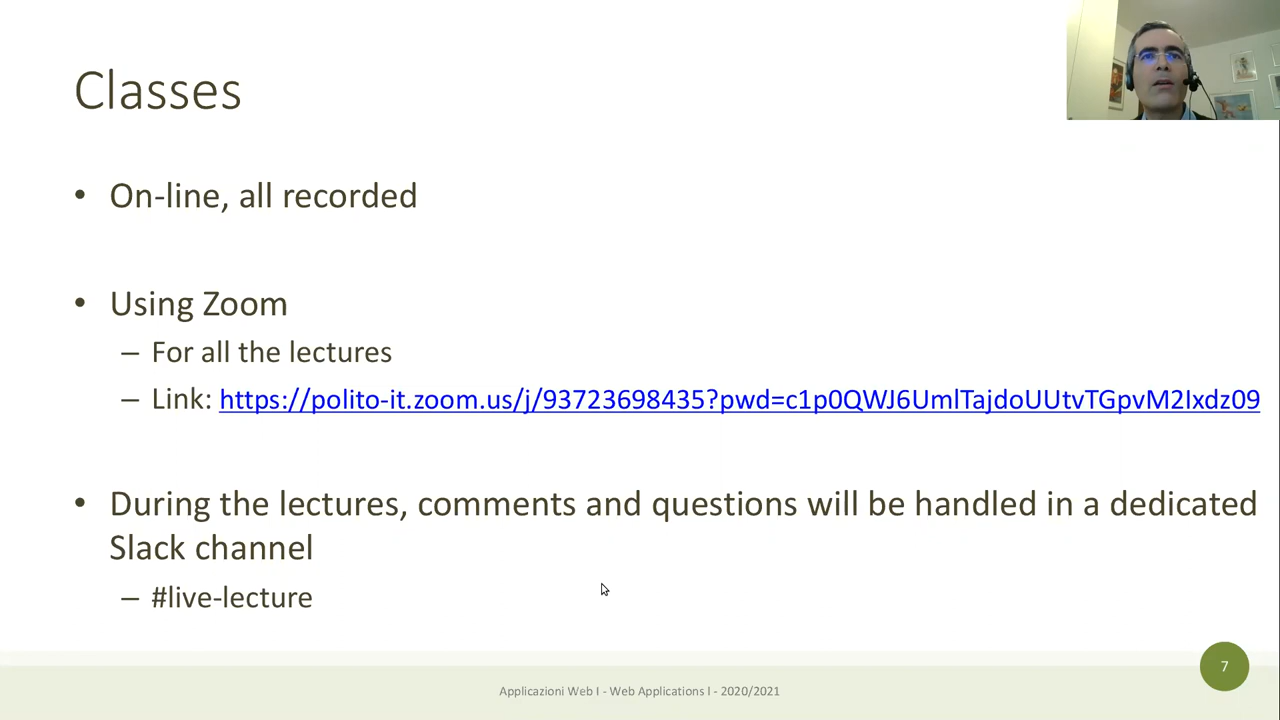 Classes
• On-line, all recorded
• Using Zoom
– For all the lectures
– Link: https://polito-it.zoom.us/j/93723698435?pwd=c1p0QWJ6UmlTajdoUUtvTGpvM2Ixdz09
• During the lectures, comments and questions will be handled in a dedicated
Slack channel
– #live-lecture
Applicazioni Web I - Web Applications I - 2020/2021
7